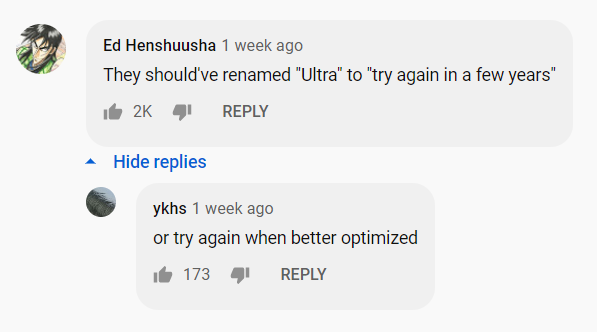 Ed Henshuusha 1 week ago
They should've renamed "Ultra" to "try again in a few years"
2K REPLY
Hide replies
ykhs 1 week ago
or try again when better optimized
173 REPLY